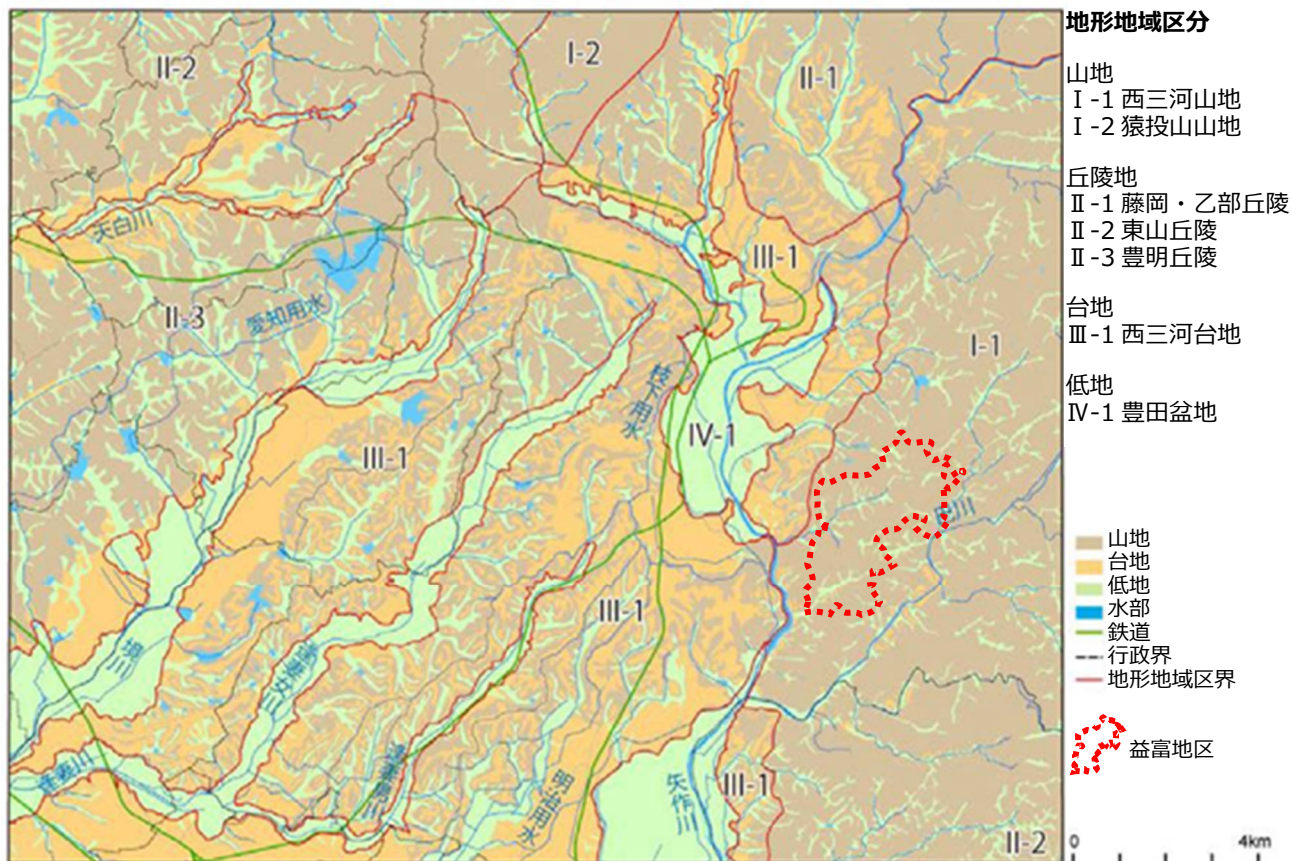 地形地域区分
山地
Ⅰ-1 西三河山地
Ⅰ-2 猿投山山地
丘陵地
Ⅱ-1 藤岡・乙部丘陵
Ⅱ-2 東山丘陵
Ⅱ-3 豊明丘陵
台地
Ⅲ-1 西三河台地
低地
Ⅳ-1 豊田盆地
山地
台地
低地
水部
鉄道
行政界
地形地域区界
益富地区
0 4km
I-2
II-2
II-1
天白川
III-1
II-3
愛知用水
I-1
枝下用水
IV-1
III-1
巴川
III-1
境川
逢妻女川
逢妻男川
逢妻川
明治用水
矢作川
III-1
II-2